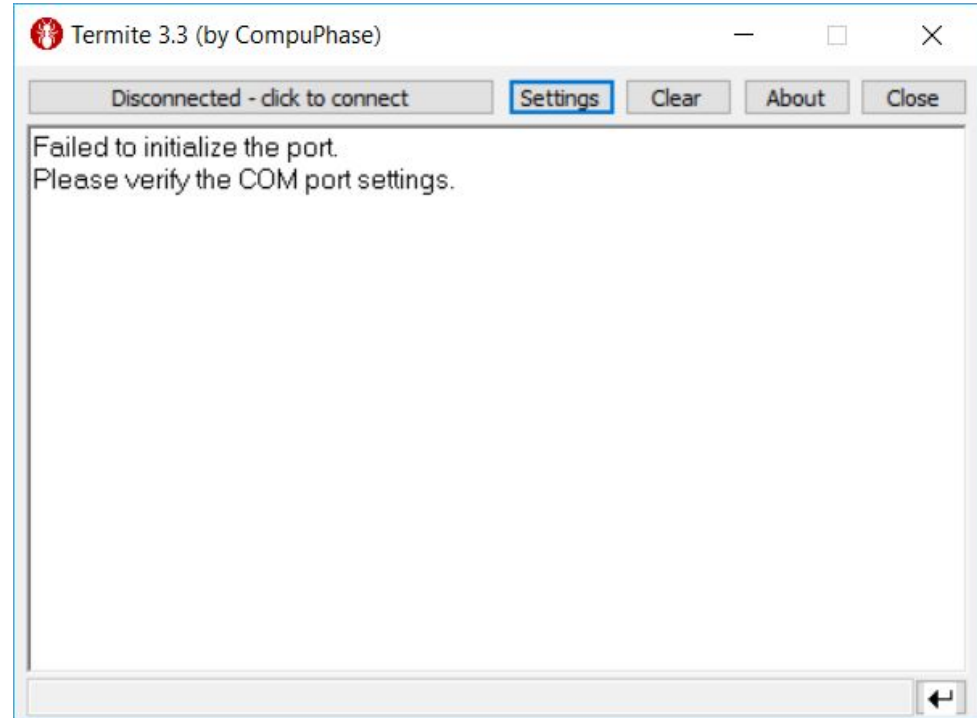 Termite 3.3 (by CompuPhase)
Disconnected - click to connect Settings Clear About Close
Failed to initialize the port.
Please verify the COM port settings.